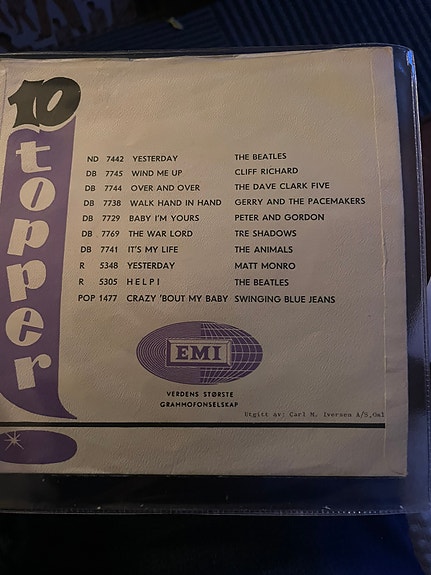 10 topper
ND 7442 YESTERDAY THE BEATLES
DB 7745 WIND ME UP CLIFF RICHARD
DB 7744 OVER AND OVER THE DAVE CLARK FIVE
DB 7738 WALK HAND IN HAND GERRY AND THE PACEMAKERS
DB 7729 BABY I'M YOURS PETER AND GORDON
DB 7769 THE WAR LORD TRE SHADOWS
DB 7741 IT'S MY LIFE THE ANIMALS
R 5348 YESTERDAY MATT MONRO
R 5305 HELP! THE BEATLES
POP 1477 CRAZY 'BOUT MY BABY SWINGING BLUE JEANS
EMI
VERDENS STØRSTE
GRAMMOFONSELSKAP
Utgitt av: Carl M. Iversen A/S,